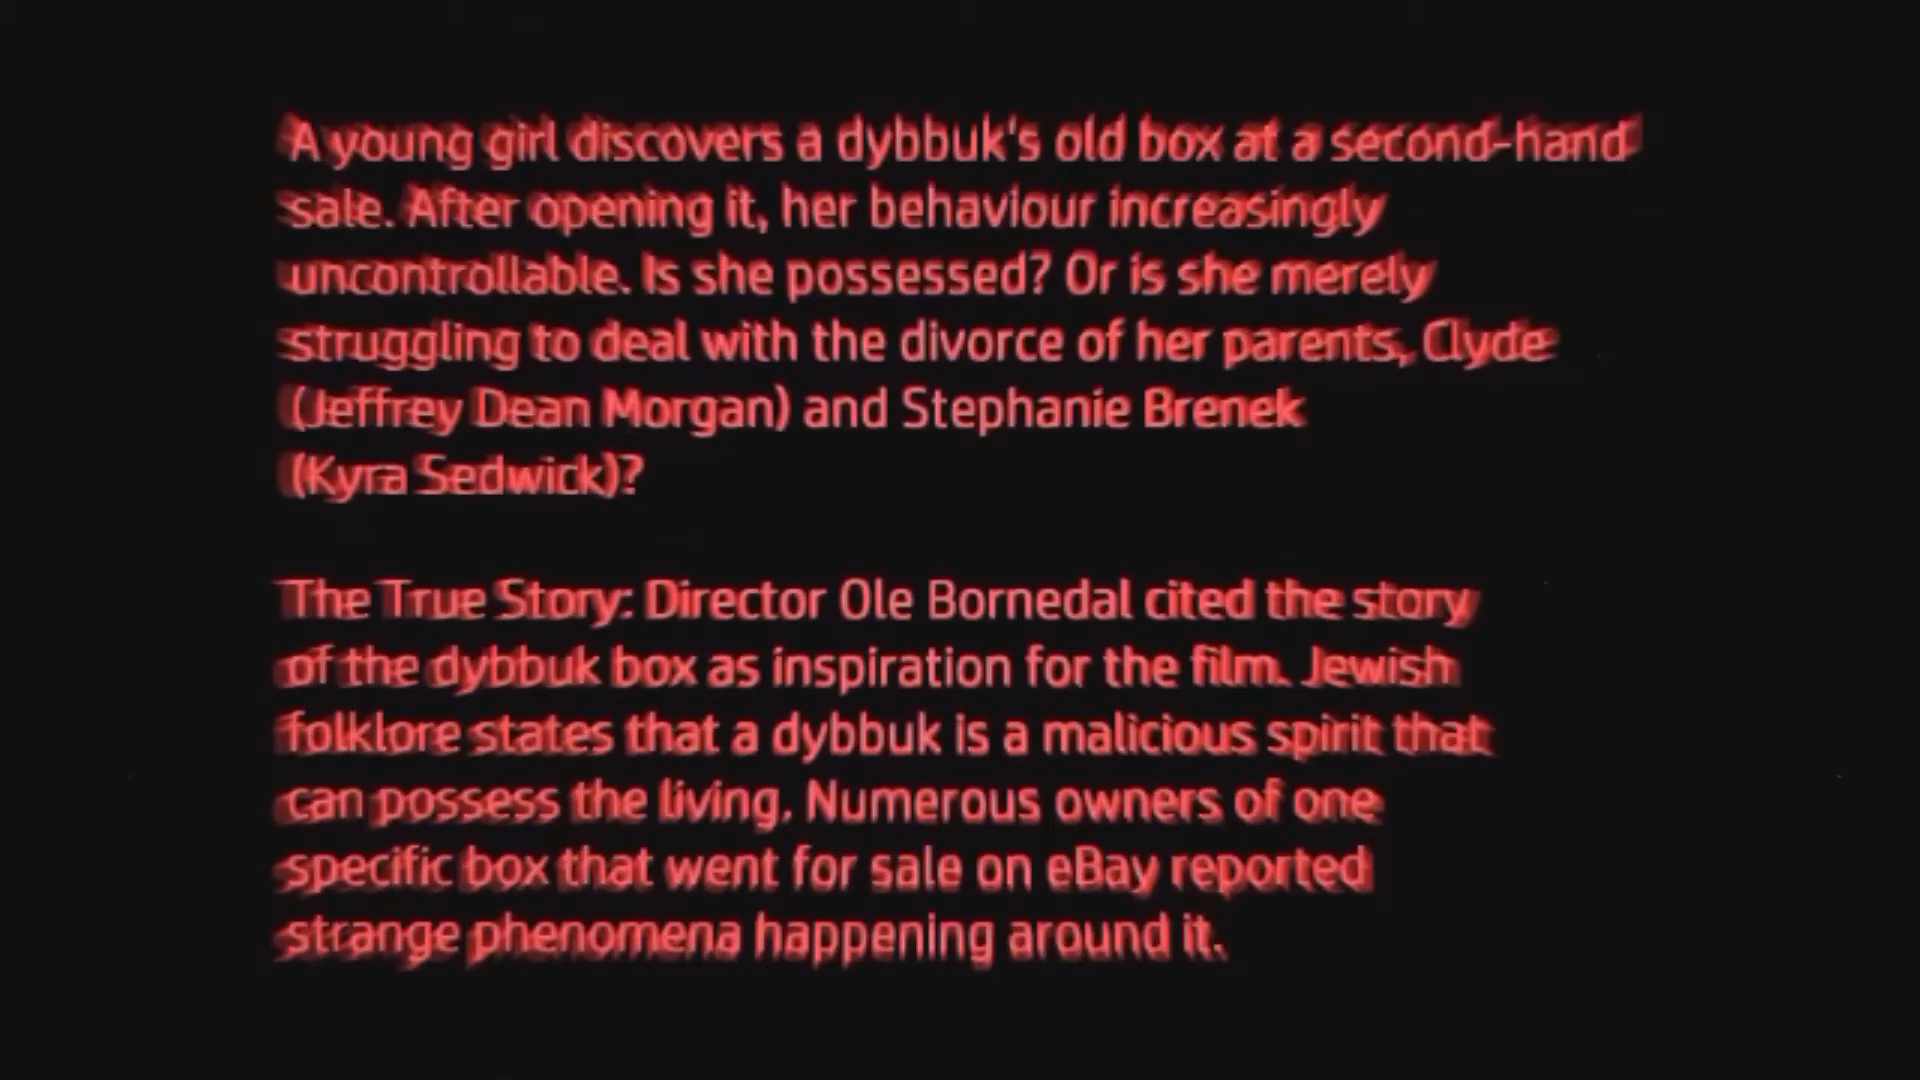 A young girl discovers a dybbuk's old box at a second-hand
sale. After opening it, her behaviour increasingly
uncontrollable. Is she possessed? Or is she merely
struggling to deal with the divorce of her parents, Clyde
(Jeffrey Dean Morgan) and Stephanie Brenek
(Kyra Sedwick)?
The True Story: Director Ole Bornedal cited the story
of the dybbuk box as inspiration for the film. Jewish
folklore states that a dybbuk is a malicious spirit that
can possess the living. Numerous owners of one
specific box that went for sale on eBay reported
strange phenomena happening around it.